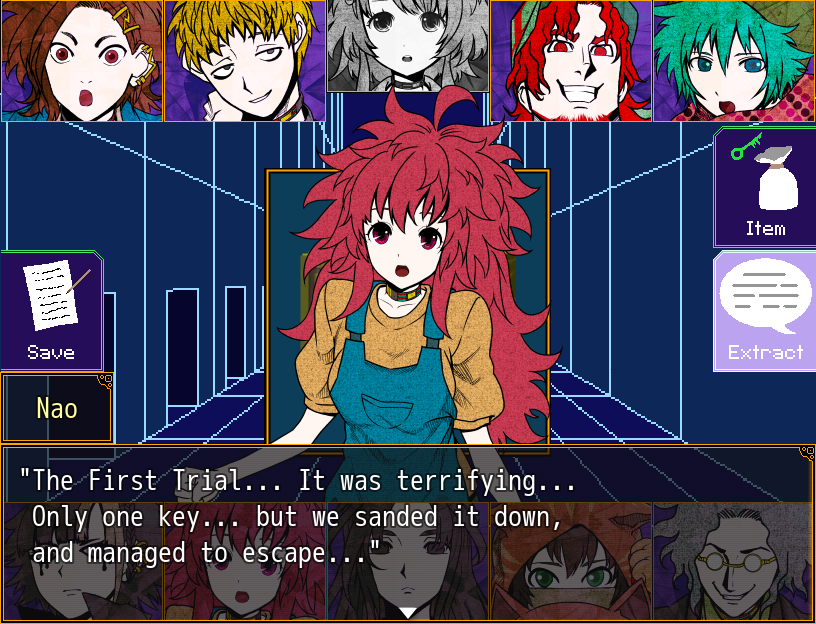 Item
Save
Extract
Nao
"The First Trial... It was terrifying...
Only one key... but we sanded it down,
and managed to escape..."